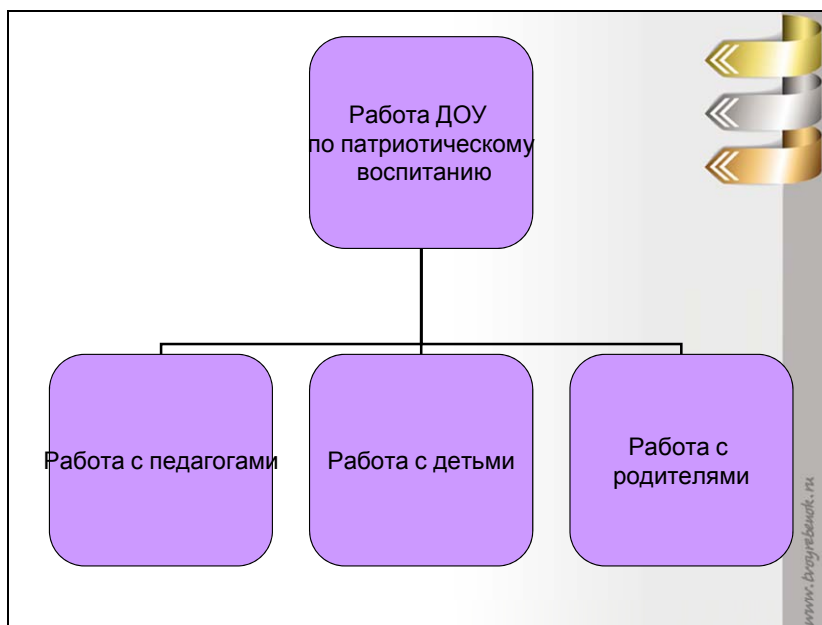 Работа ДОУ
по патриотическому
воспитанию
Работа с педагогами
Работа с детьми
Работа с
родителями
www.tvoyrebenok.ru